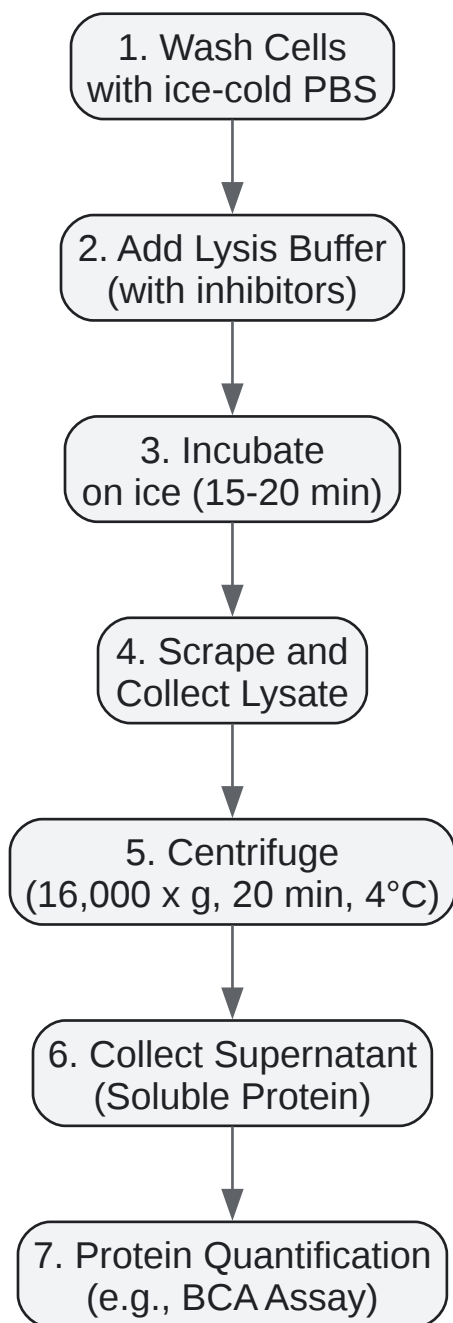 1. Wash Cells
with ice-cold PBS
2. Add Lysis Buffer
(with inhibitors)
3. Incubate
on ice (15-20 min)
4. Scrape and
Collect Lysate
5. Centrifuge
(16,000 x g, 20 min, 4°C)
6. Collect Supernatant
(Soluble Protein)
7. Protein Quantification
(e.g., BCA Assay)